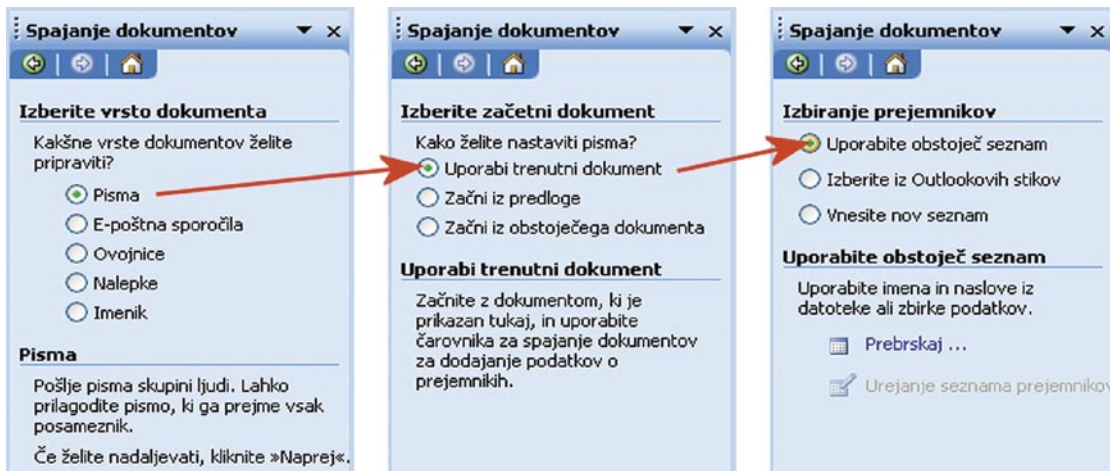 Spajanje dokumentov
Izberite vrsto dokumenta
Kakšne vrste dokumentov želite
pripraviti?
Pisma
E-poštna sporočila
Ovojnice
Nalepke
Imenik
Pisma
Pošlje pisma skupini ljudi. Lahko
prilagodite pismo, ki ga prejme vsak
posameznik.
Če želite nadaljevati, kliknite »Naprej«.
Spajanje dokumentov
Izberite začetni dokument
Kako želite nastaviti pisma?
Uporabi trenutni dokument
Začni iz predloge
Začni iz obstoječega dokumenta
Uporabi trenutni dokument
Začnite z dokumentom, ki je
prikazan tukaj, in uporabite
čarovnika za spajanje dokumentov
za dodajanje podatkov o
prejemnikih.
Spajanje dokumentov
Izbiranje prejemnikov
Uporabite obstoječ seznam
Izberite iz Outlookovih stikov
Vnesite nov seznam
Uporabite obstoječ seznam
Uporabite imena in naslove iz
datoteke ali zbirke podatkov.
Prebrskaj ...
Urejanje seznama prejemnikov